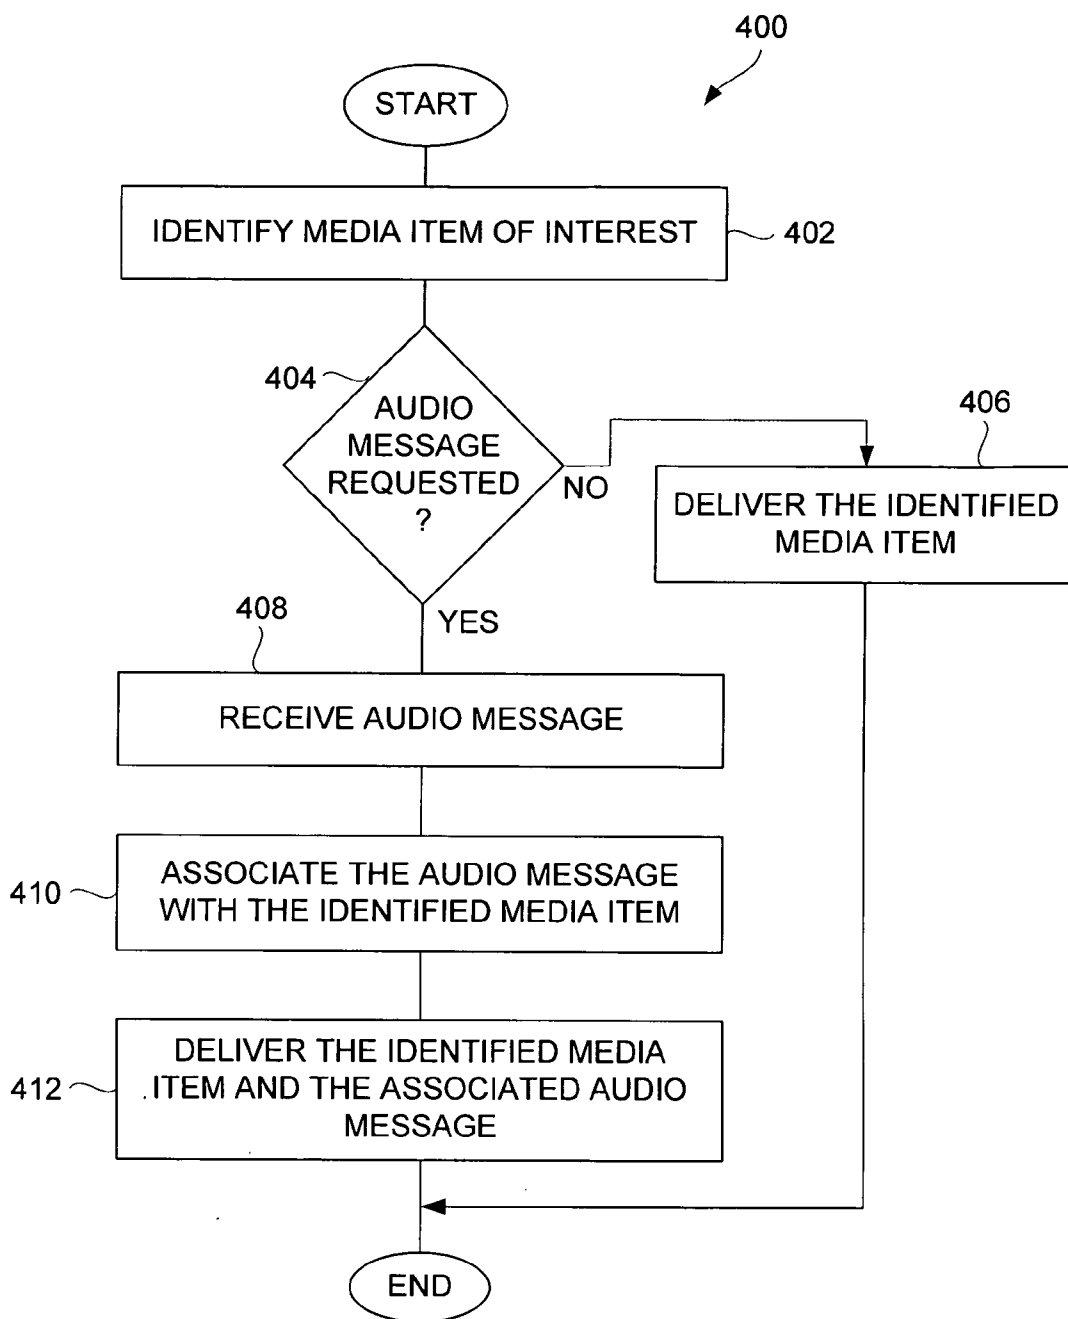 400
START
IDENTIFY MEDIA ITEM OF INTEREST
402
404
AUDIO
MESSAGE
REQUESTED
?
NO
406
DELIVER THE IDENTIFIED
MEDIA ITEM
YES
408
RECEIVE AUDIO MESSAGE
410
ASSOCIATE THE AUDIO MESSAGE
WITH THE IDENTIFIED MEDIA ITEM
412
DELIVER THE IDENTIFIED MEDIA
ITEM AND THE ASSOCIATED AUDIO
MESSAGE
END